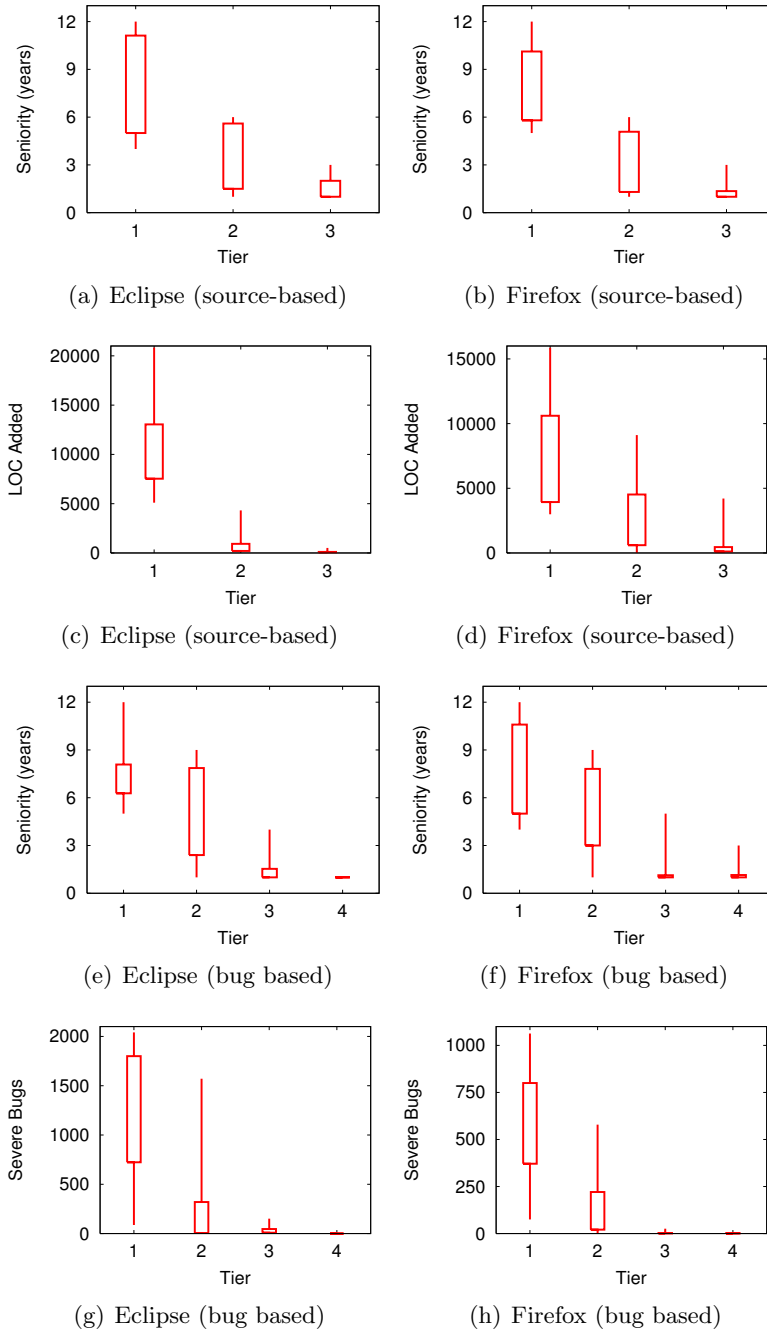 12
9
6
3
0
Seniority (years)
1 2 3
Tier
(a) Eclipse (source-based)
12
9
6
3
0
Seniority (years)
1 2 3
Tier
(b) Firefox (source-based)
20000
15000
10000
5000
0
LOC Added
1 2 3
Tier
(c) Eclipse (source-based)
15000
10000
5000
0
LOC Added
1 2 3
Tier
(d) Firefox (source-based)
12
9
6
3
0
Seniority (years)
1 2 3 4
Tier
(e) Eclipse (bug based)
12
9
6
3
0
Seniority (years)
1 2 3 4
Tier
(f) Firefox (bug based)
2000
1500
1000
500
0
Severe Bugs
1 2 3 4
Tier
(g) Eclipse (bug based)
1000
750
500
250
0
Severe Bugs
1 2 3 4
Tier
(h) Firefox (bug based)